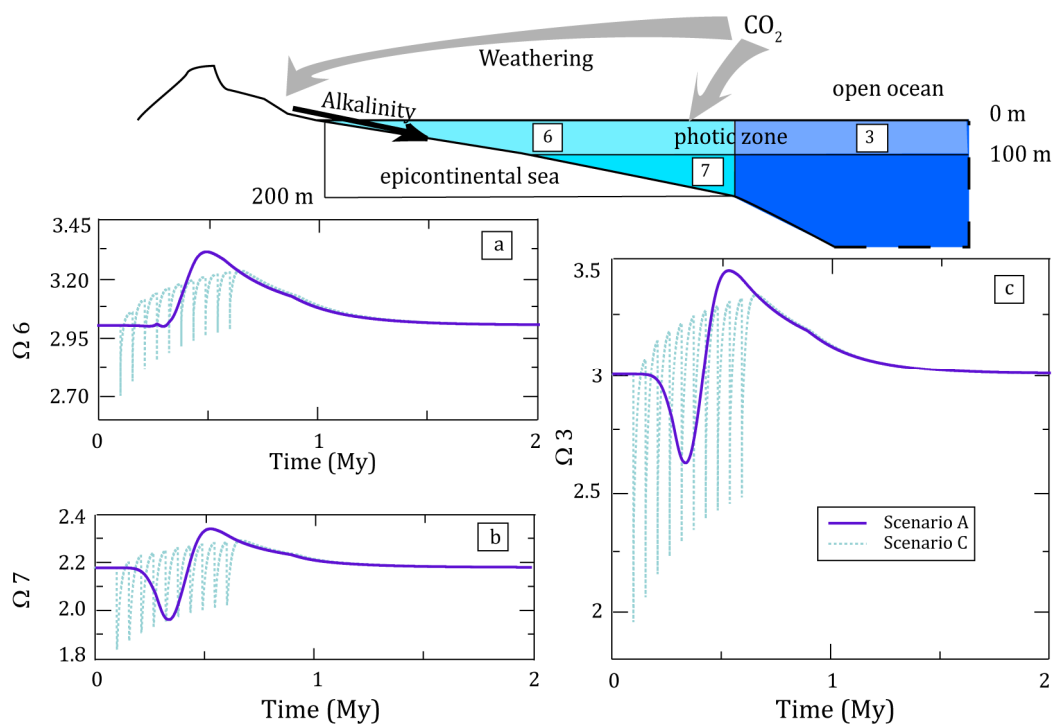 CO2
Weathering
open ocean
Alkalinity
0 m
6
photic zone
3
100 m
7
epicontinental sea
200 m
3.45
3.20
2.95
2.70
Ω 6
a
0
1
2
Time (My)
2.4
2.2
2.0
1.8
Ω 7
b
0
1
2
Time (My)
3.5
3
2.5
2
Ω 3
c
Scenario A
Scenario C
0
1
2
Time (My)